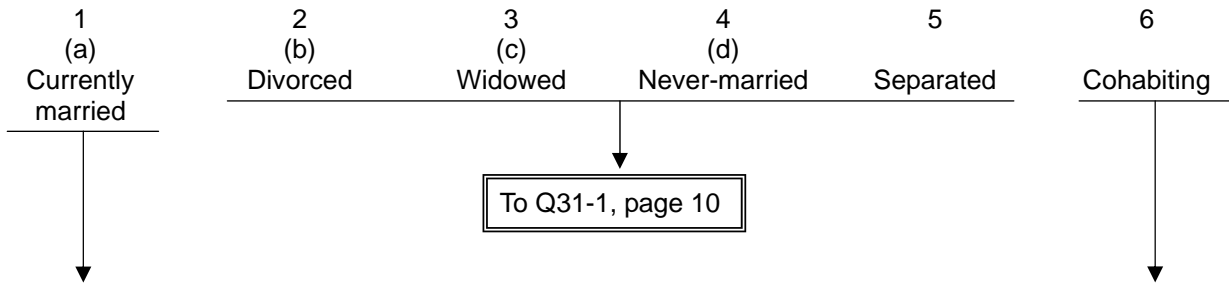 1 2 3 4 5 6
(a) (b) (c) (d)
Currently married Divorced Widowed Never-married Separated Cohabiting
To Q31-1, page 10